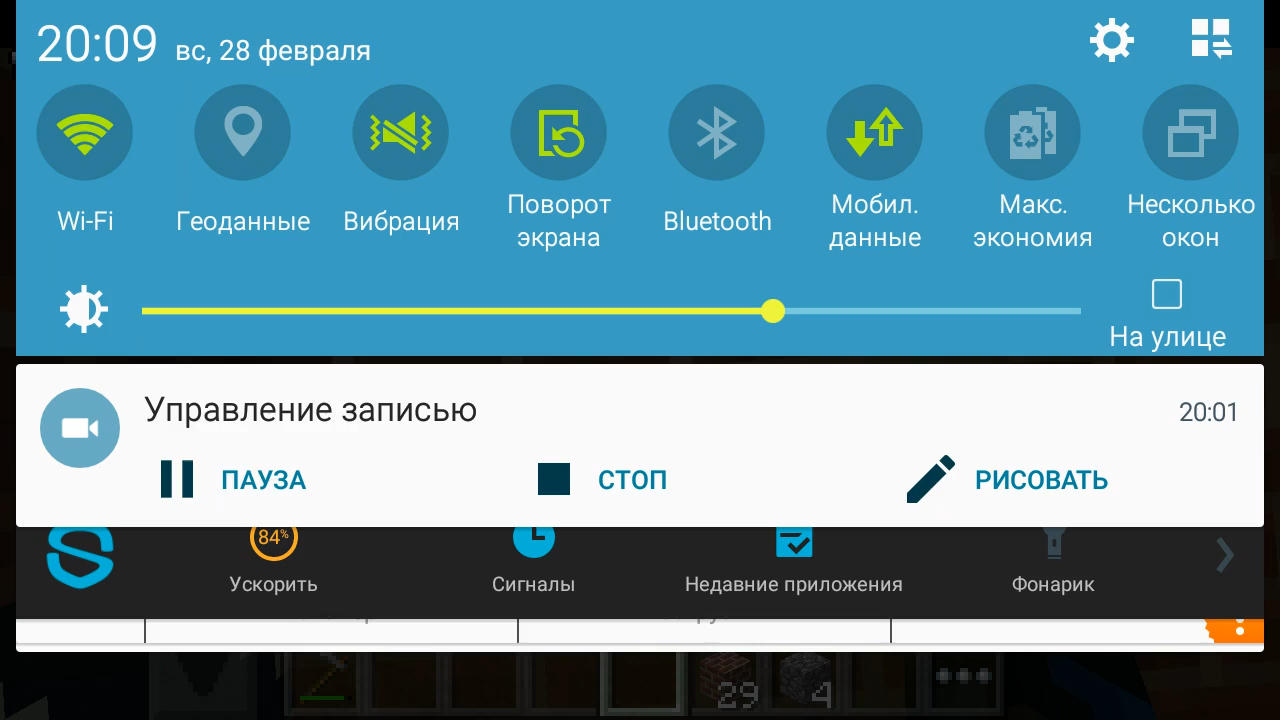 20:09 вс, 28 февраля
Wi-Fi
Геоданные
Вибрация
Поворот
экрана
Bluetooth
Мобил.
данные
Макс.
экономия
Несколько
окон
На улице
Управление записью
20:01
ПАУЗА
СТОП
РИСОВАТЬ
84%
Ускорить
Сигналы
Недавние приложения
Фонарик
29
4